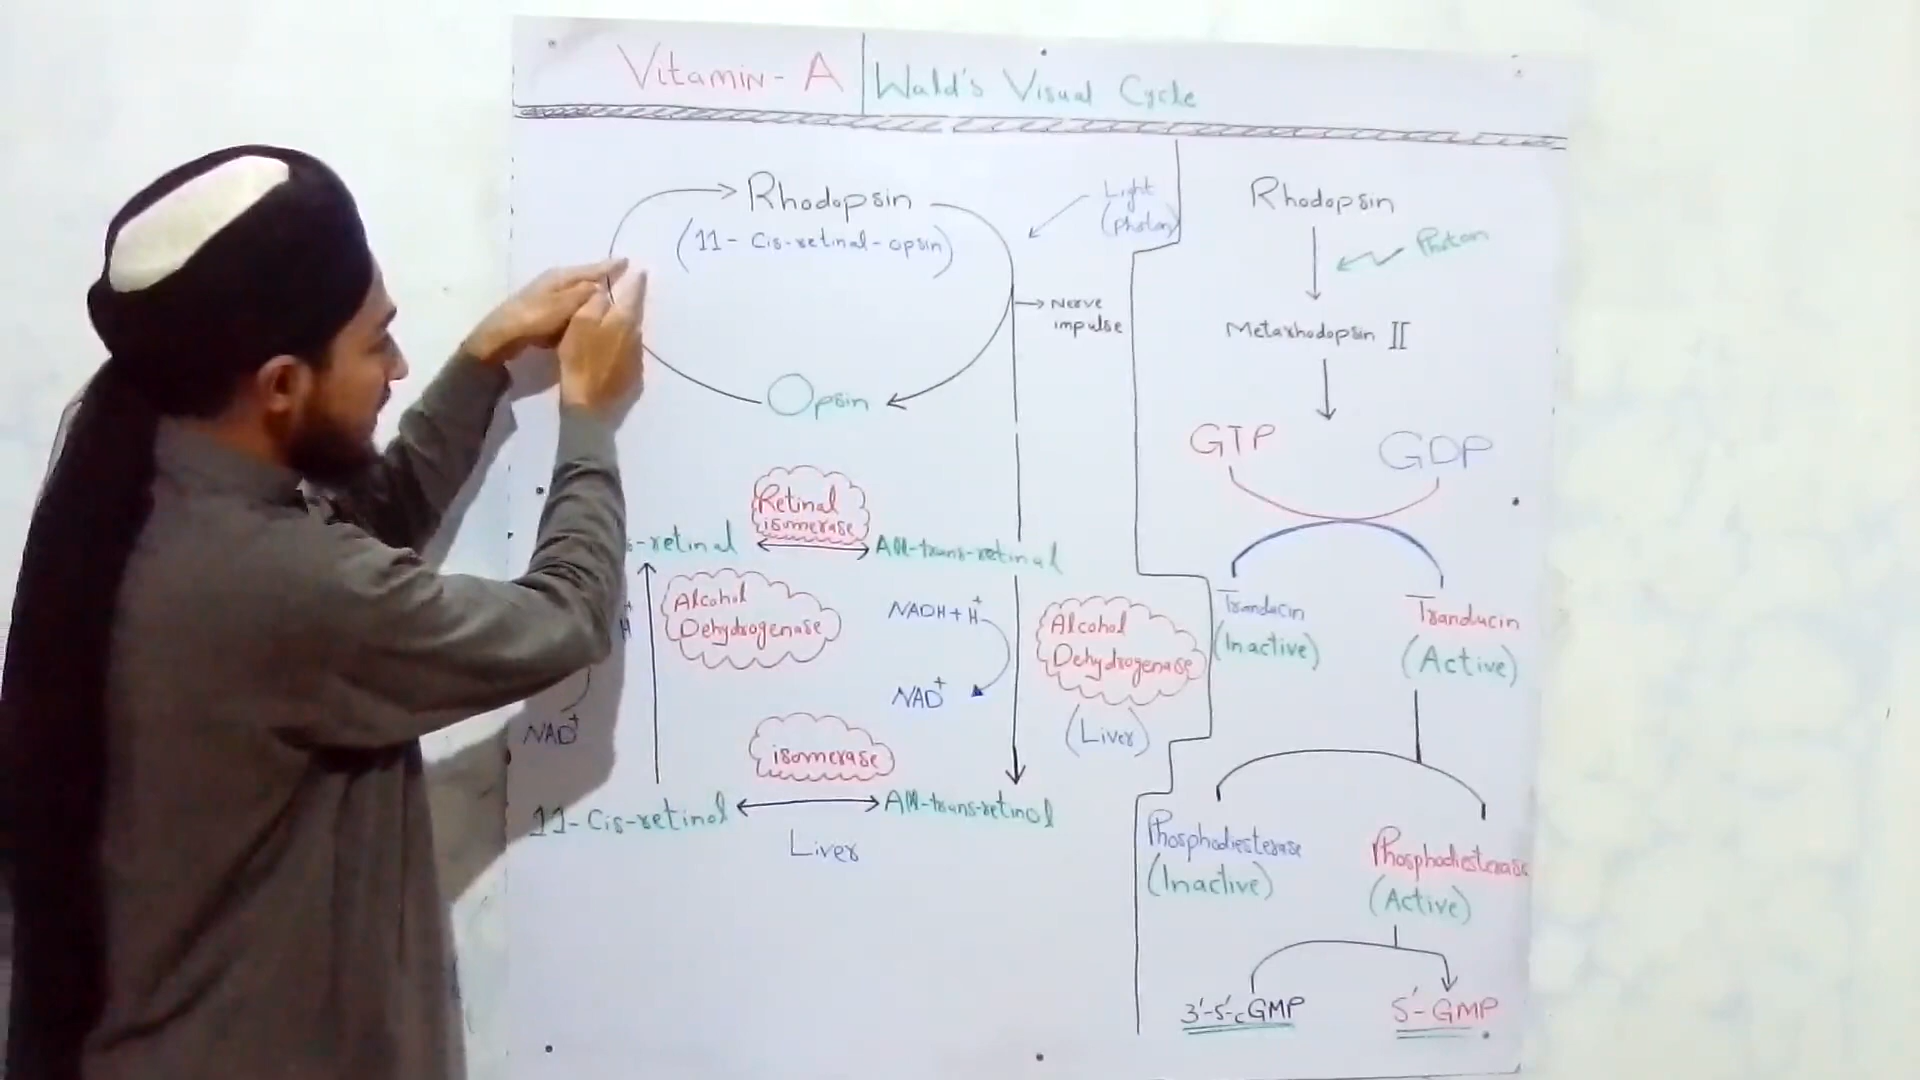 Vitamin-A
Wald's Visual Cycle
Rhodopsin
(11-Cis-retinal-opsin)
Light
(photon)
Nerve
impulse
Opsin
Retinal
isomerase
s-retinal
All-trans-retinal
Alcohol
Dehydrogenase
NADH+H+
NAD+
Alcohol
Dehydrogenase
(Liver)
H+
NAD+
isomerase
11-Cis-retinol
All-trans-retinol
Liver
Rhodopsin
Photon
Metarhodopsin II
GTP
GDP
Tranducin
(Inactive)
Tranducin
(Active)
Phosphodiesterase
(Inactive)
Phosphodiesterase
(Active)
3'-5'-cGMP
5'-GMP